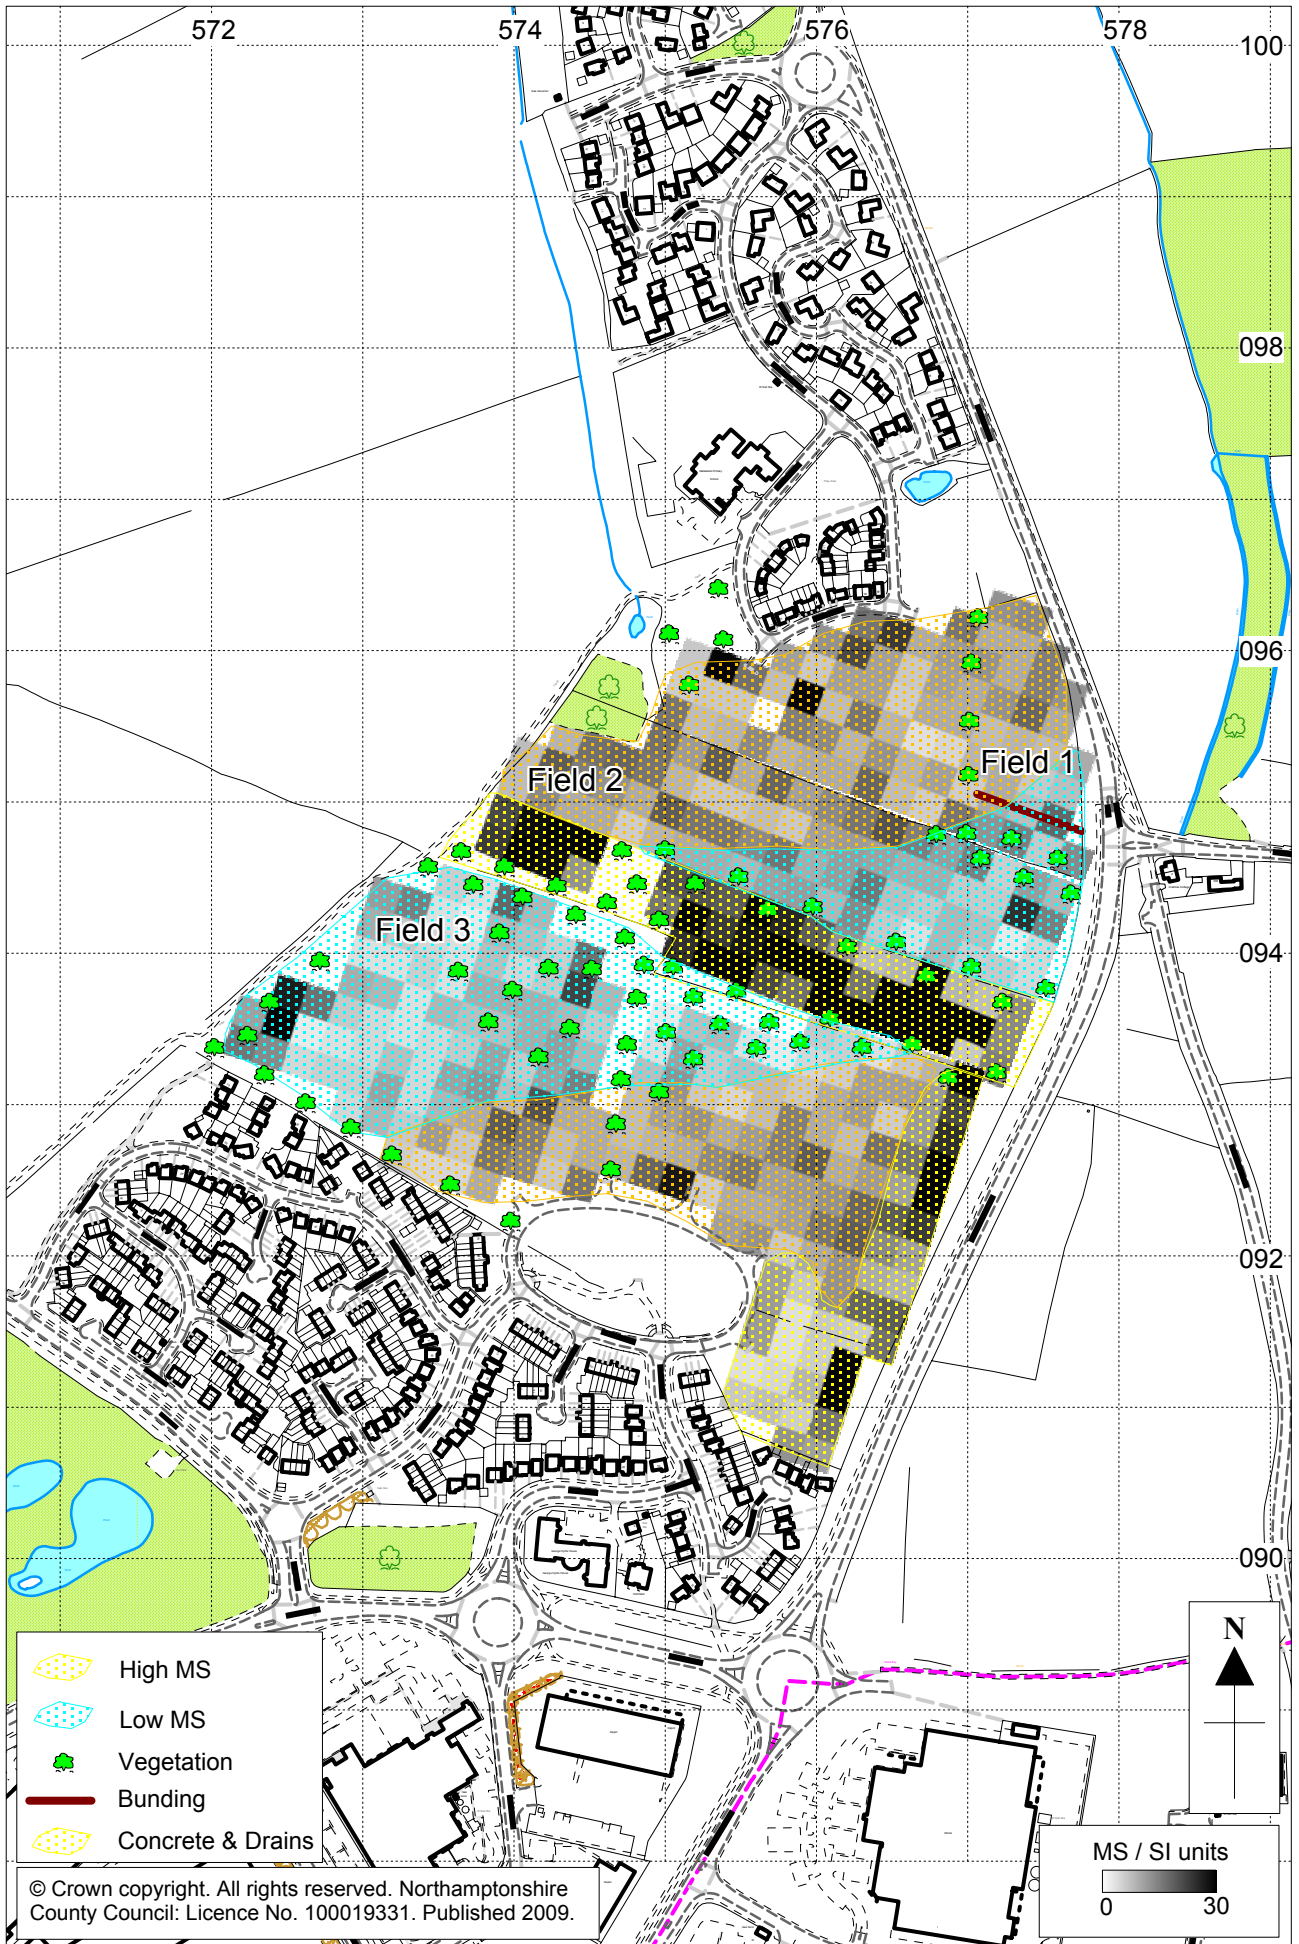 572
574
576
578
100
098
096
Field 1
Field 2
Field 3
094
092
090
High MS
Low MS
Vegetation
Bunding
Concrete & Drains
N
MS / SI units
0 30
© Crown copyright. All rights reserved. Northamptonshire
County Council: Licence No. 100019331. Published 2009.